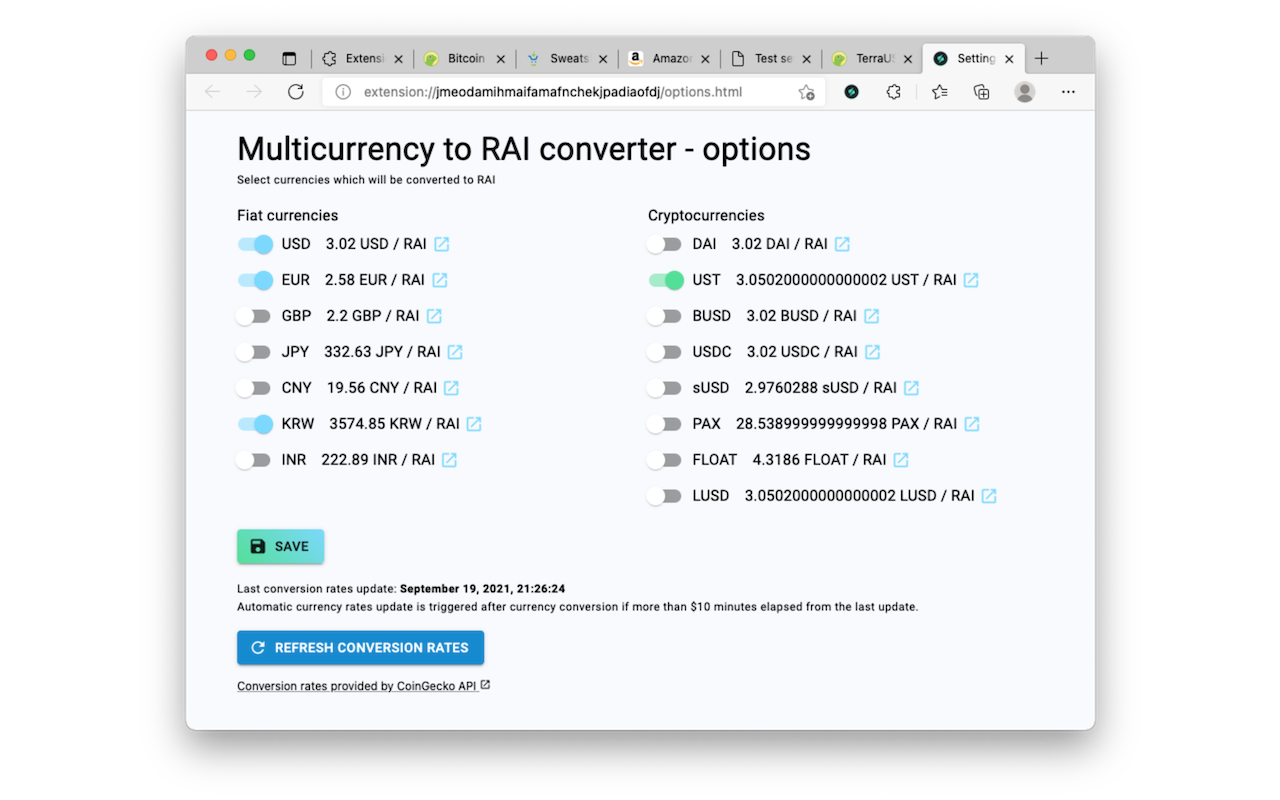 Extensi
Bitcoin
Sweats
Amazon
Test se
TerraUS
Setting
extension://jmeodamihmaifamafnchekjpadiaofdj/options.html
Multicurrency to RAI converter - options
Select currencies which will be converted to RAI
Fiat currencies
USD 3.02 USD / RAI
EUR 2.58 EUR / RAI
GBP 2.2 GBP / RAI
JPY 332.63 JPY / RAI
CNY 19.56 CNY / RAI
KRW 3574.85 KRW / RAI
INR 222.89 INR / RAI
Cryptocurrencies
DAI 3.02 DAI / RAI
UST 3.0502000000000002 UST / RAI
BUSD 3.02 BUSD / RAI
USDC 3.02 USDC / RAI
sUSD 2.9760288 sUSD / RAI
PAX 28.538999999999998 PAX / RAI
FLOAT 4.3186 FLOAT / RAI
LUSD 3.0502000000000002 LUSD / RAI
SAVE
Last conversion rates update: September 19, 2021, 21:26:24
Automatic currency rates update is triggered after currency conversion if more than $10 minutes elapsed from the last update.
REFRESH CONVERSION RATES
Conversion rates provided by CoinGecko API